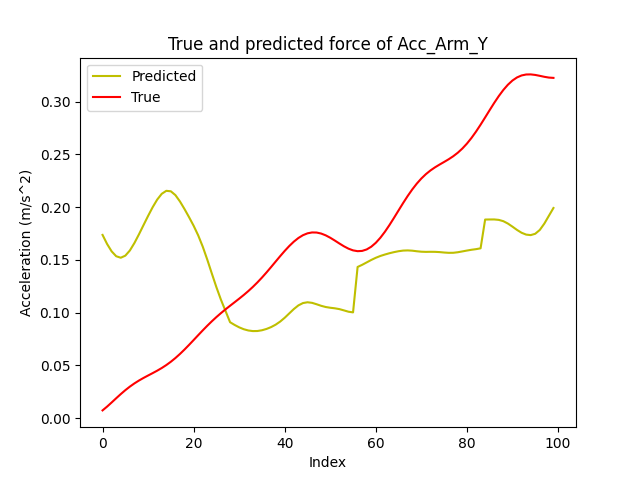 True and predicted force of Acc_Arm_Y
Predicted
True
Acceleration (m/s^2)
0.30
0.25
0.20
0.15
0.10
0.05
0.00
0 20 40 60 80 100
Index